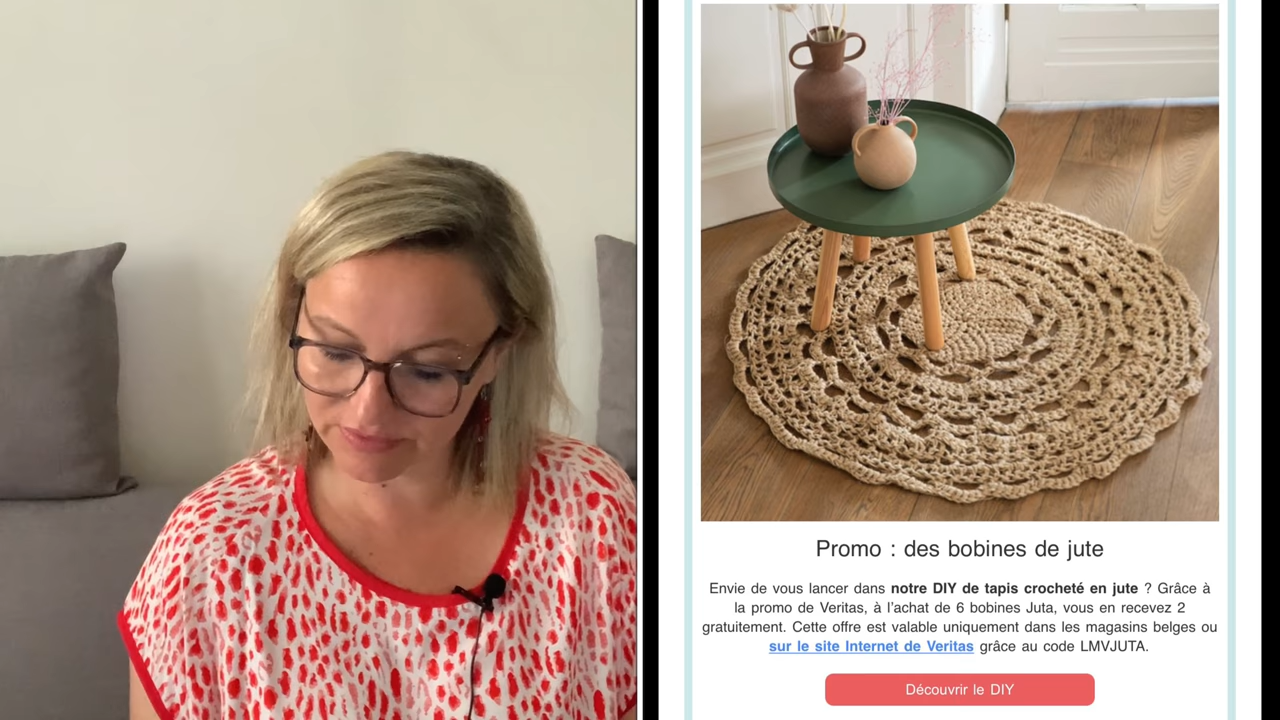 Promo : des bobines de jute
Envie de vous lancer dans notre DIY de tapis crocheté en jute ? Grâce à
la promo de Veritas, à l’achat de 6 bobines Juta, vous en recevez 2
gratuitement. Cette offre est valable uniquement dans les magasins belges ou
sur le site Internet de Veritas grâce au code LMVJUTA.
Découvrir le DIY